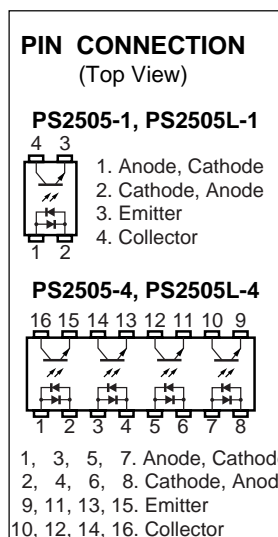 PIN CONNECTION
(Top View)
PS2505-1, PS2505L-1
4 3
1. Anode, Cathode
2. Cathode, Anode
3. Emitter
4. Collector
1 2
PS2505-4, PS2505L-4
16 15 14 13 12 11 10 9
1 2 3 4 5 6 7 8
1, 3, 5, 7. Anode, Cathod
2, 4, 6, 8. Cathode, Anod
9, 11, 13, 15. Emitter
10, 12, 14, 16. Collector